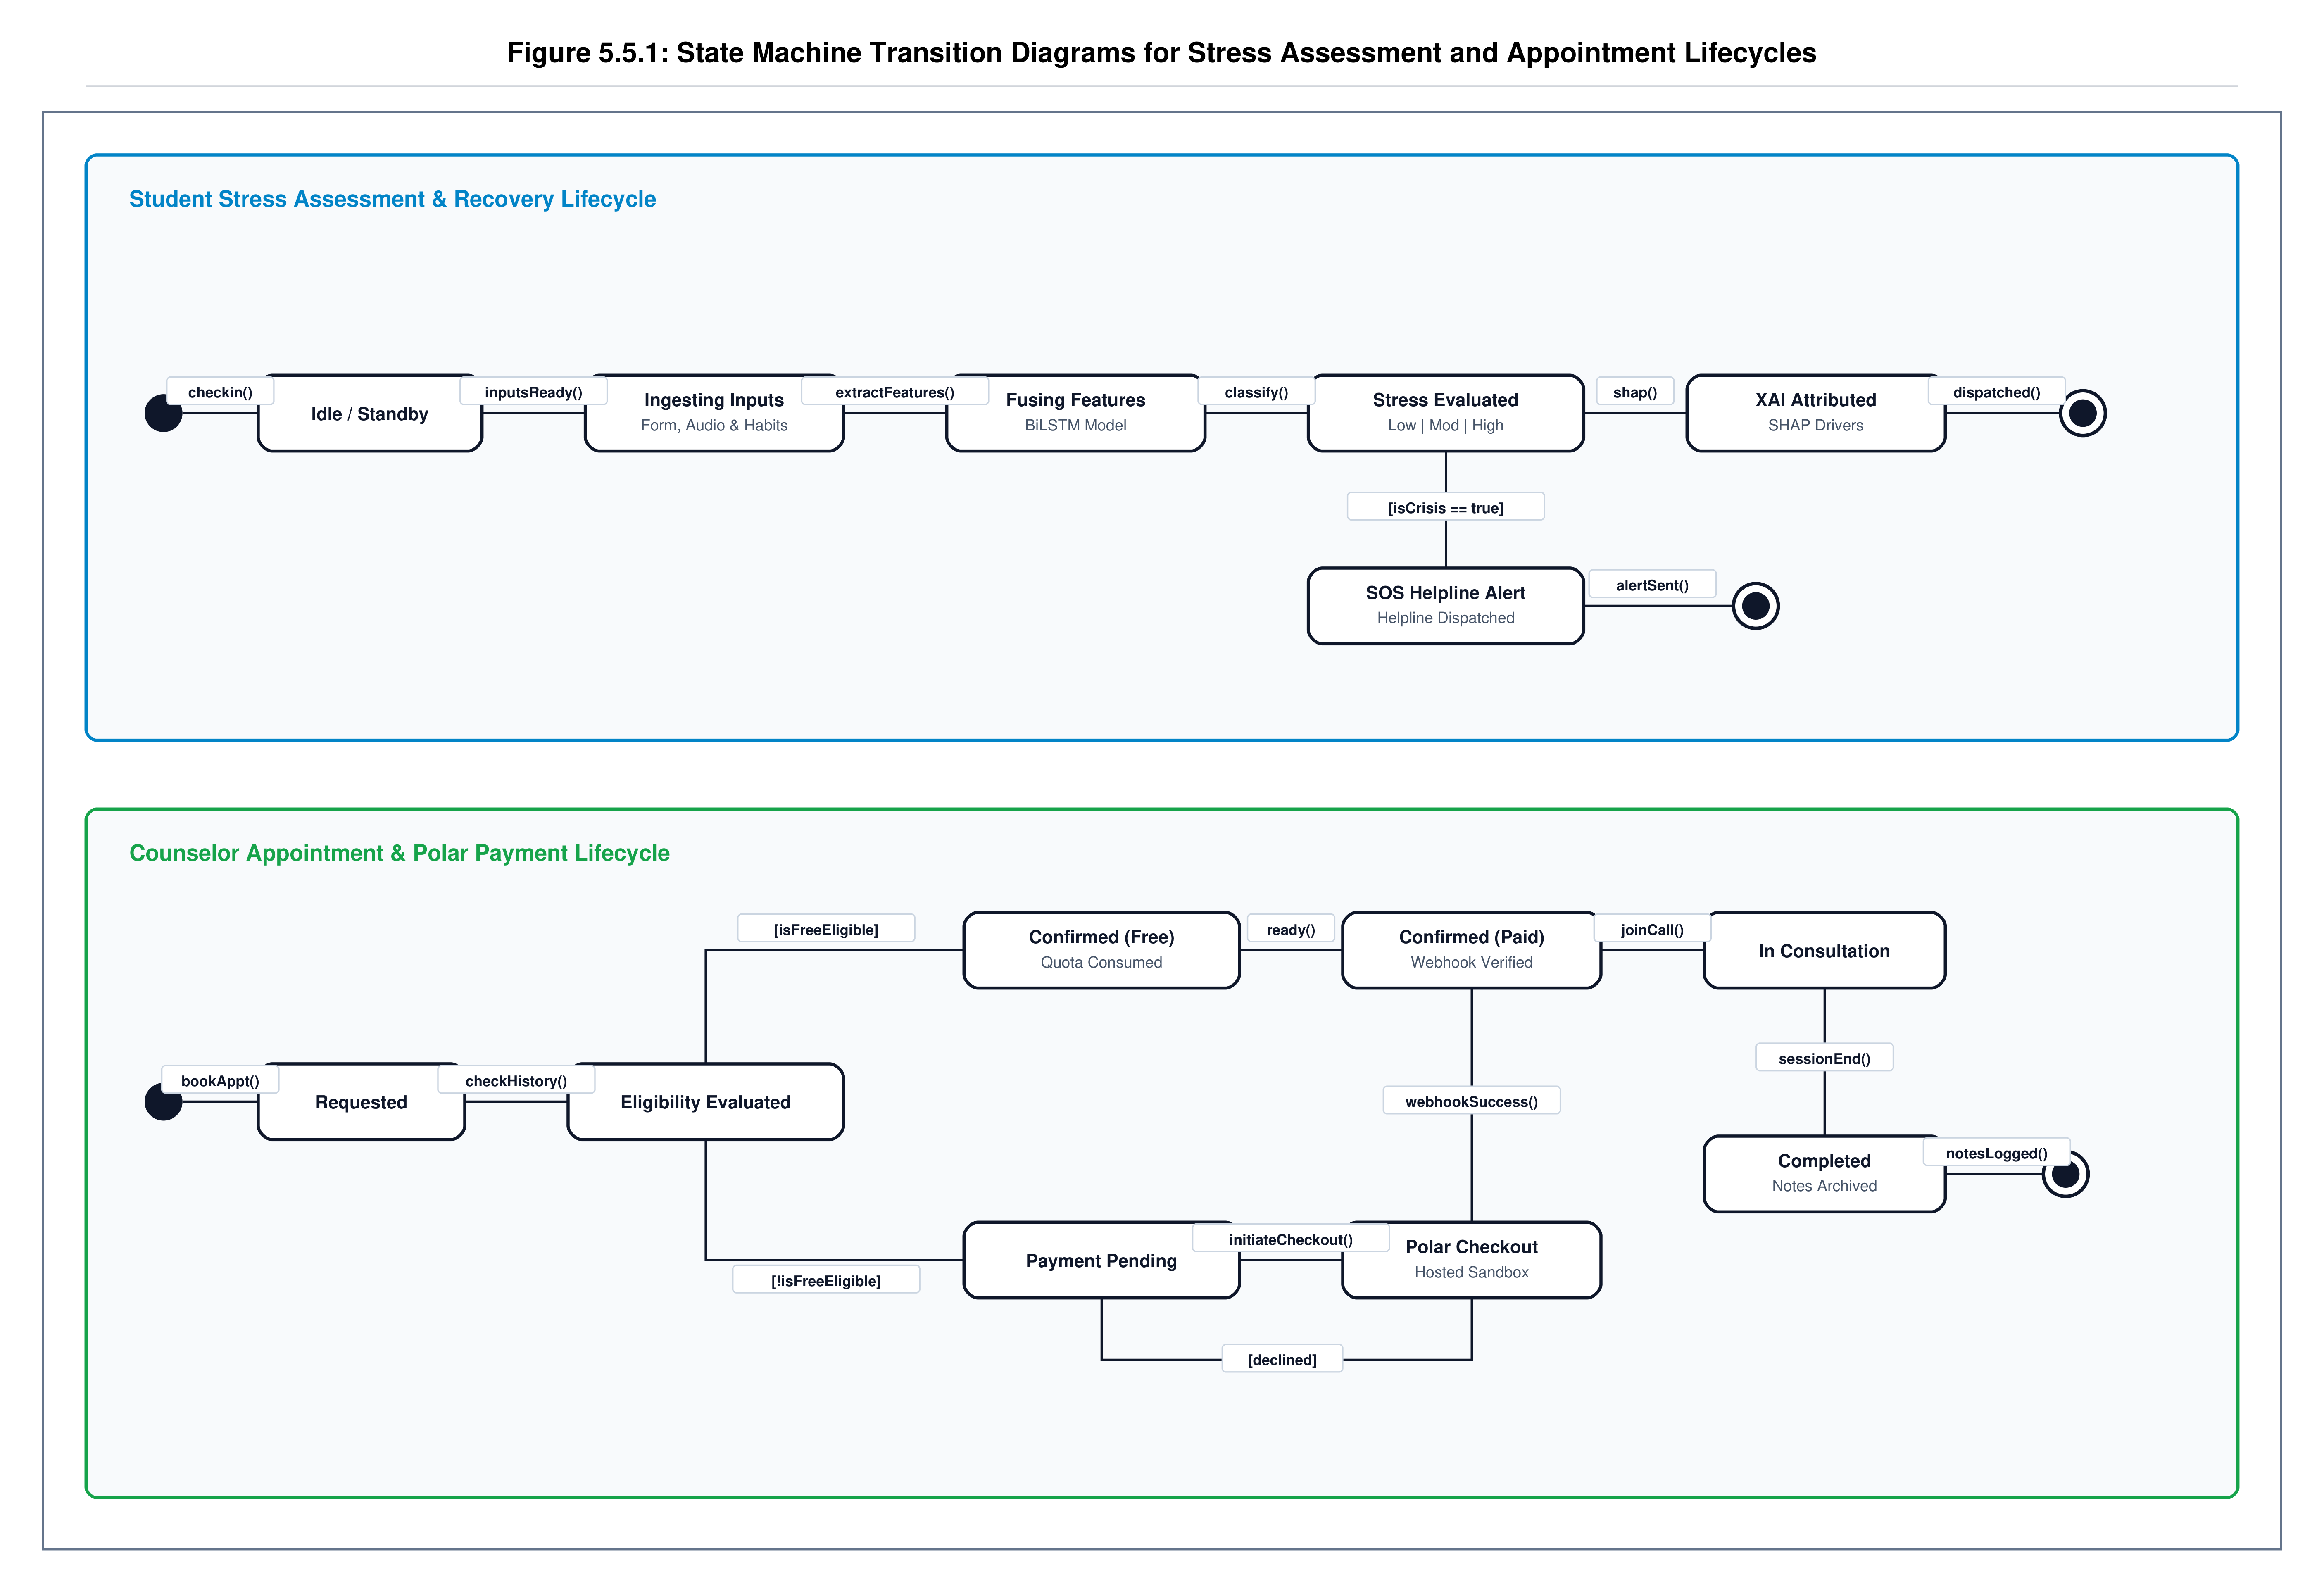 Figure 5.5.1: State Machine Transition Diagrams for Stress Assessment and Appointment Lifecycles
Student Stress Assessment & Recovery Lifecycle
checkin()
Idle / Standby
inputsReady()
Ingesting Inputs
Form, Audio & Habits
extractFeatures()
Fusing Features
BiLSTM Model
classify()
Stress Evaluated
Low | Mod | High
shap()
XAI Attributed
SHAP Drivers
dispatched()
[isCrisis == true]
SOS Helpline Alert
Helpline Dispatched
alertSent()
Counselor Appointment & Polar Payment Lifecycle
[isFreeEligible]
Confirmed (Free)
Quota Consumed
ready()
Confirmed (Paid)
Webhook Verified
joinCall()
In Consultation
bookAppt()
Requested
checkHistory()
Eligibility Evaluated
webhookSuccess()
sessionEnd()
Completed
Notes Archived
notesLogged()
[!isFreeEligible]
Payment Pending
initiateCheckout()
Polar Checkout
Hosted Sandbox
[declined]